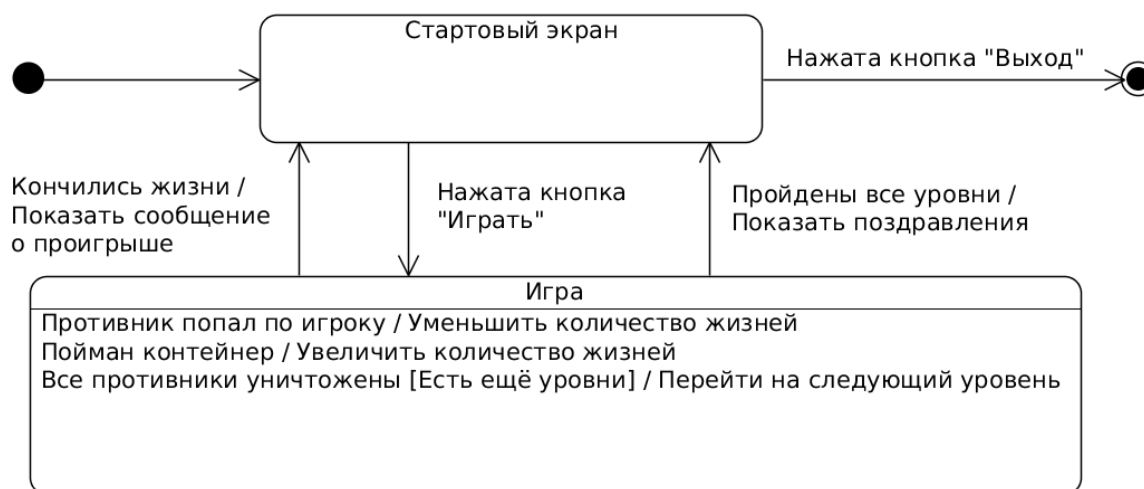 Стартовый экран
Нажата кнопка "Выход"
Кончились жизни /
Показать сообщение
о проигрыше
Нажата кнопка
"Играть"
Пройдены все уровни /
Показать поздравления
Игра
Противник попал по игроку / Уменьшить количество жизней
Пойман контейнер / Увеличить количество жизней
Все противники уничтожены [Есть ещё уровни] / Перейти на следующий уровень